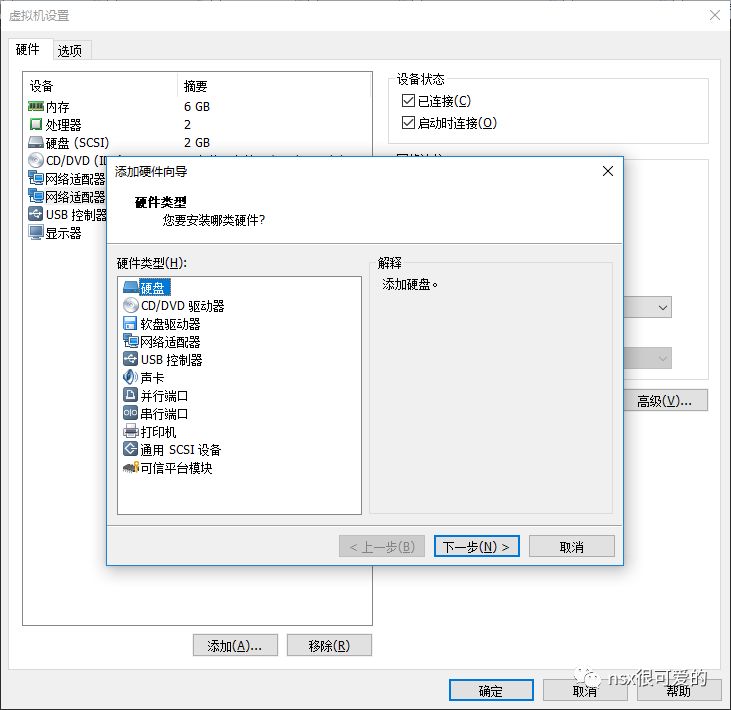 虚拟机设置
硬件
选项
设备
摘要
内存
6 GB
处理器
2
硬盘 (SCSI)
2 GB
CD/DVD (I
网络适配器
网络适配器
USB 控制器
显示器
设备状态
已连接(C)
启动时连接(O)
高级(V)...
添加硬件向导
硬件类型
您要安装哪类硬件?
硬件类型(H):
硬盘
CD/DVD 驱动器
软盘驱动器
网络适配器
USB 控制器
声卡
并行端口
串行端口
打印机
通用 SCSI 设备
可信平台模块
解释
添加硬盘。
< 上一步(B)
下一步(N) >
取消
添加(A)...
移除(R)
确定
取消
帮助
nsx很可爱的